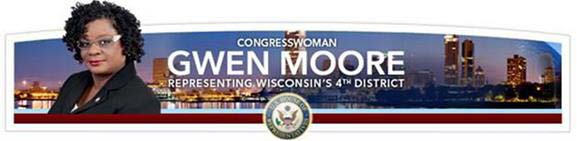 CONGRESSWOMAN
GWEN MOORE
REPRESENTING WISCONSIN'S 4TH DISTRICT